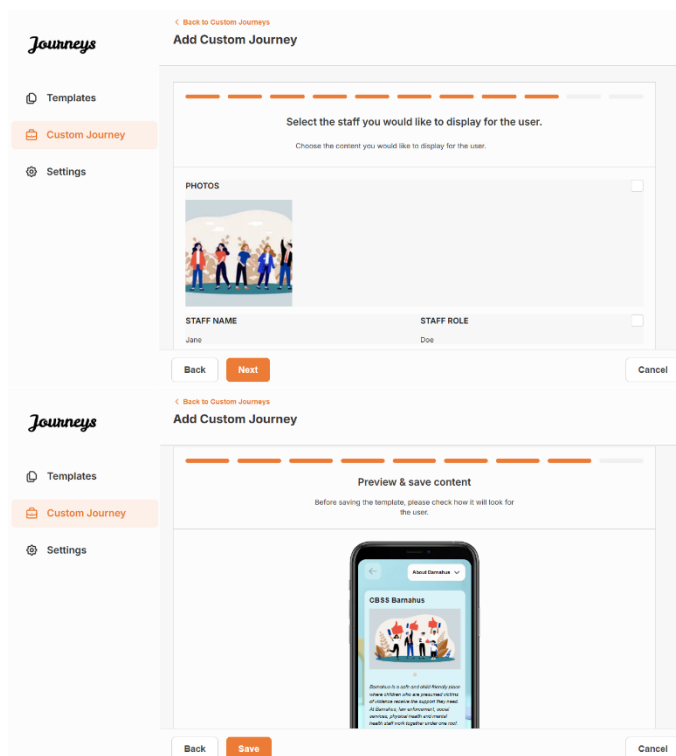 < Back to Custom Journeys
Journeys
Add Custom Journey
Templates
Custom Journey
Settings
Select the staff you would like to display for the user.
Choose the content you would like to display for the user.
PHOTOS
STAFF NAME STAFF ROLE
Jane Doe
Back Next Cancel
< Back to Custom Journeys
Journeys
Add Custom Journey
Templates
Custom Journey
Settings
Preview & save content
Before saving the template, please check how it will look for
the user.
About Barnahus
CBSS Barnahus
Barnahus is a safe and child-friendly place
where children who are presumed victims
of violence receive the support they need.
At Barnahus, law enforcement, social
services, physical health and mental
health staff work together under one roof
Back Save Cancel